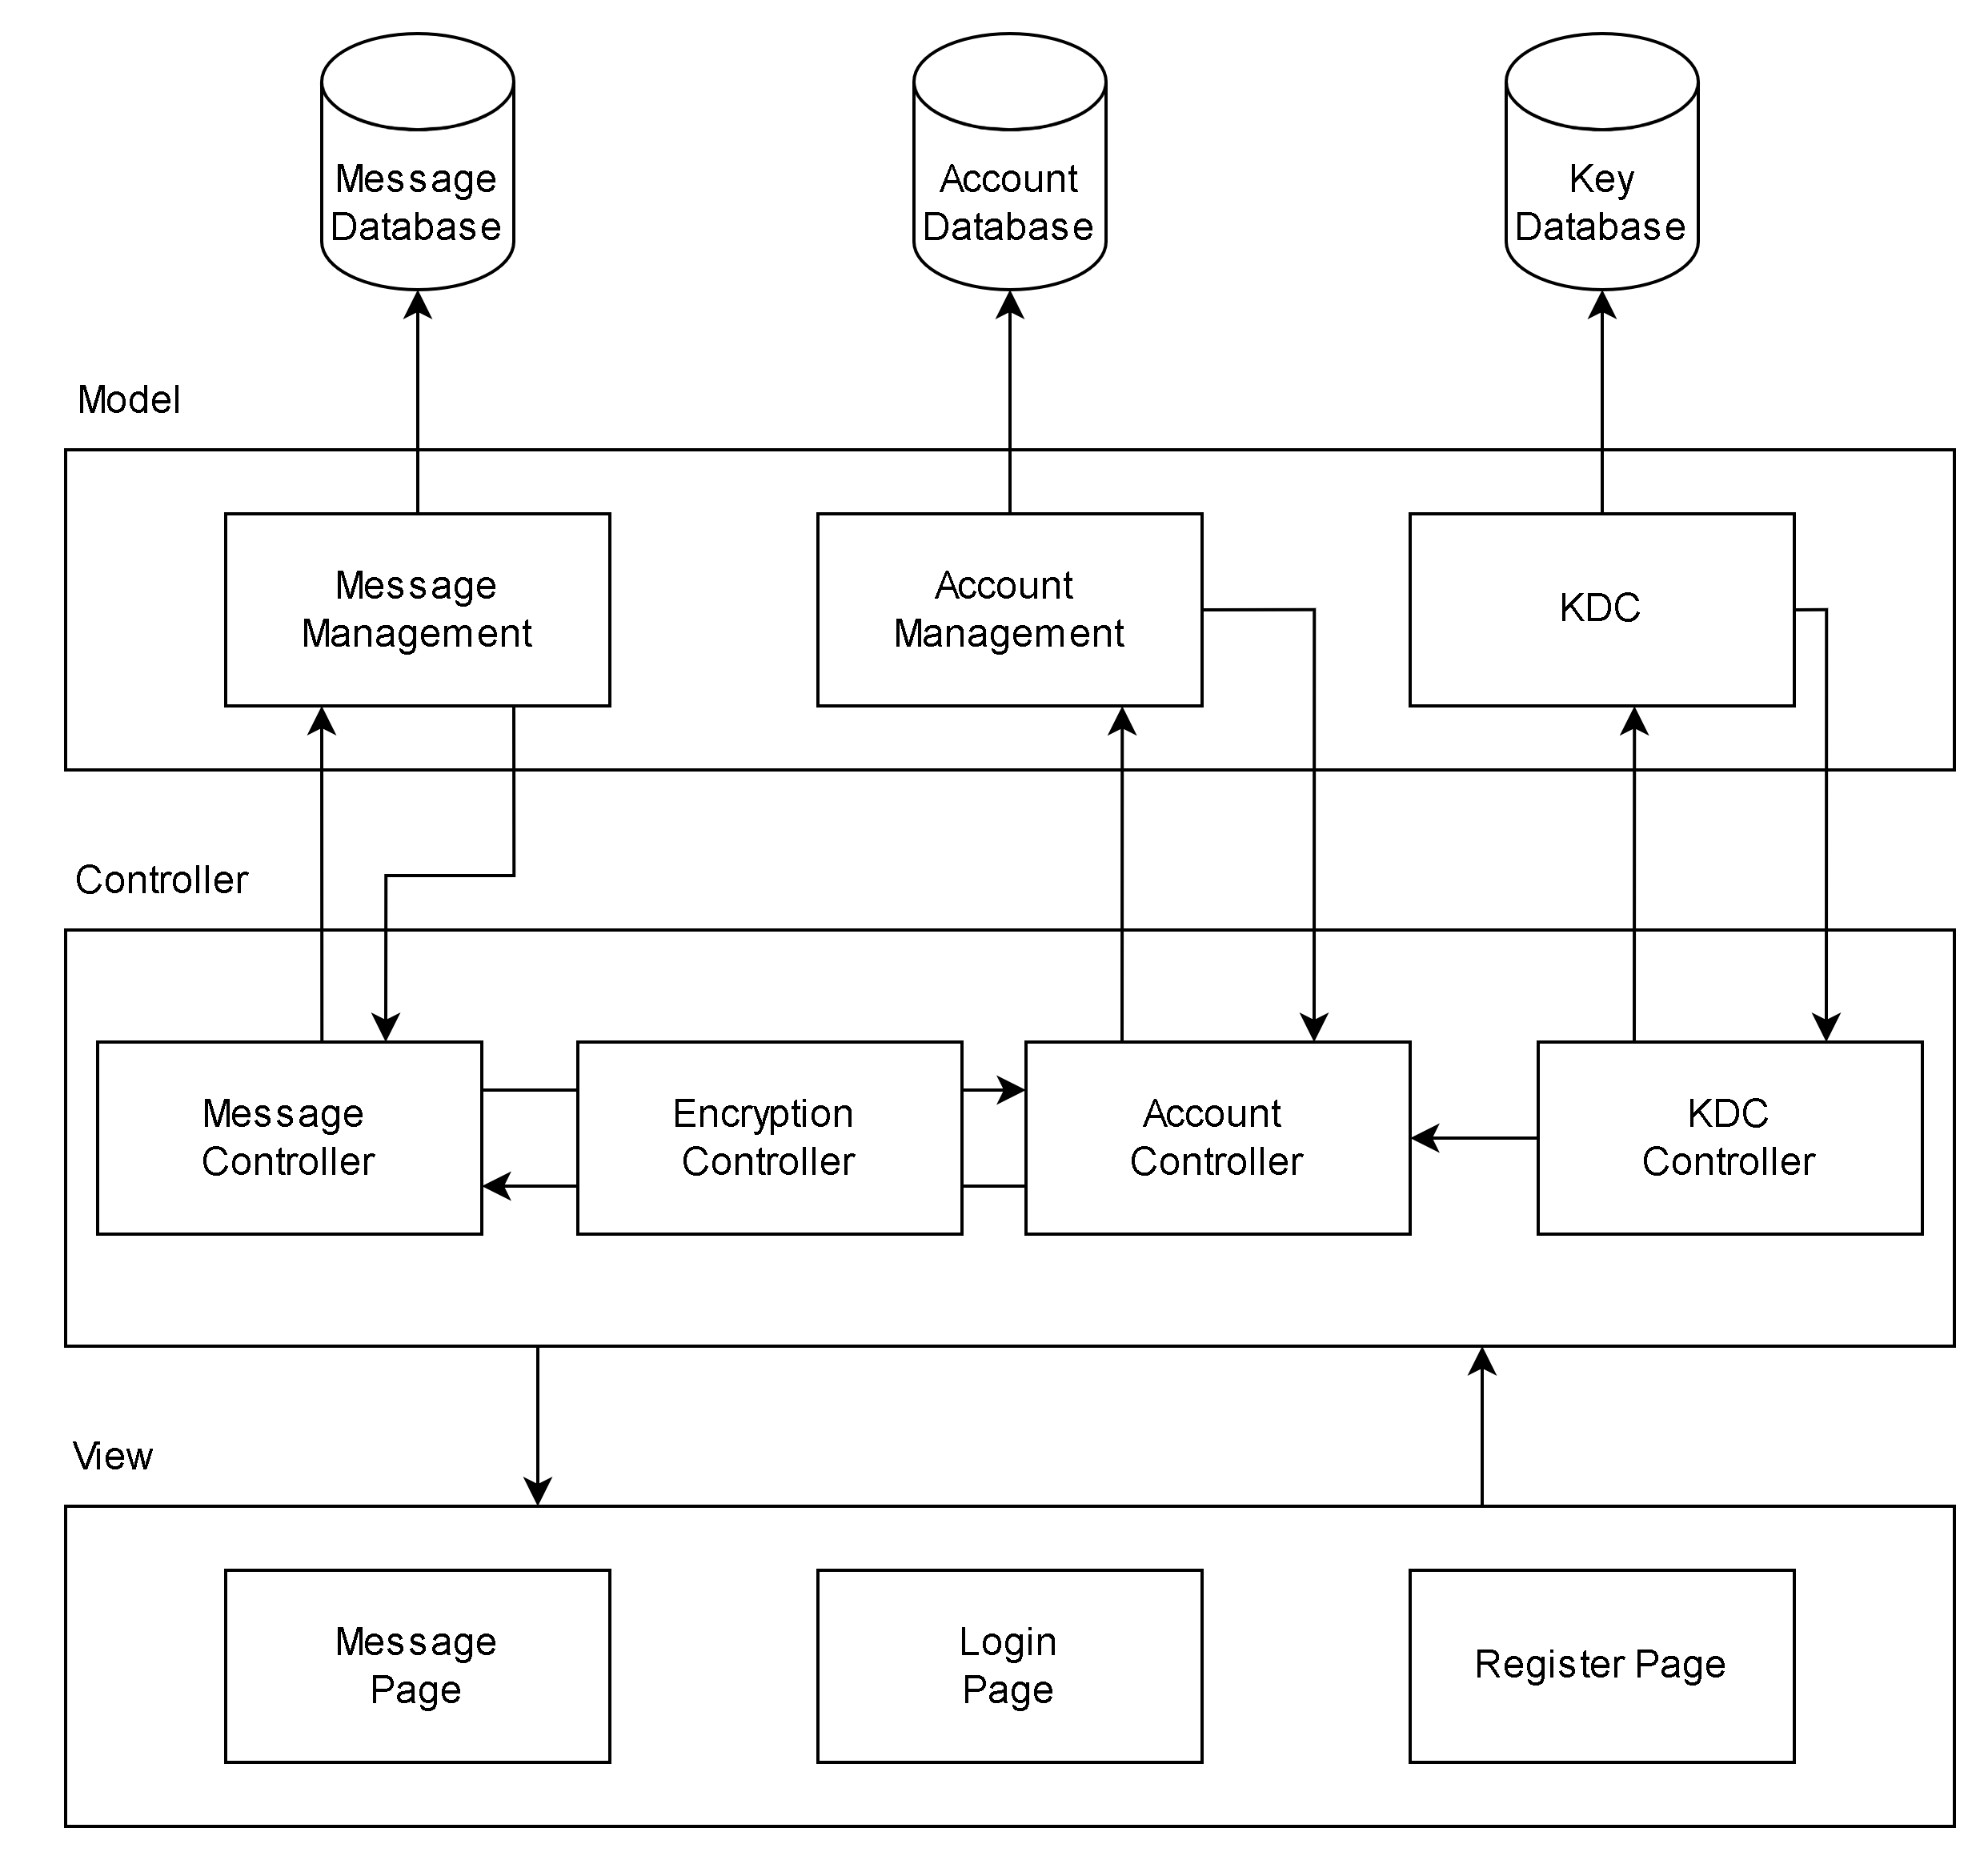 Message
Database
Account
Database
Key
Database
Model
Message
Management
Account
Management
KDC
Controller
Message
Controller
Encryption
Controller
Account
Controller
KDC
Controller
View
Message
Page
Login
Page
Register Page